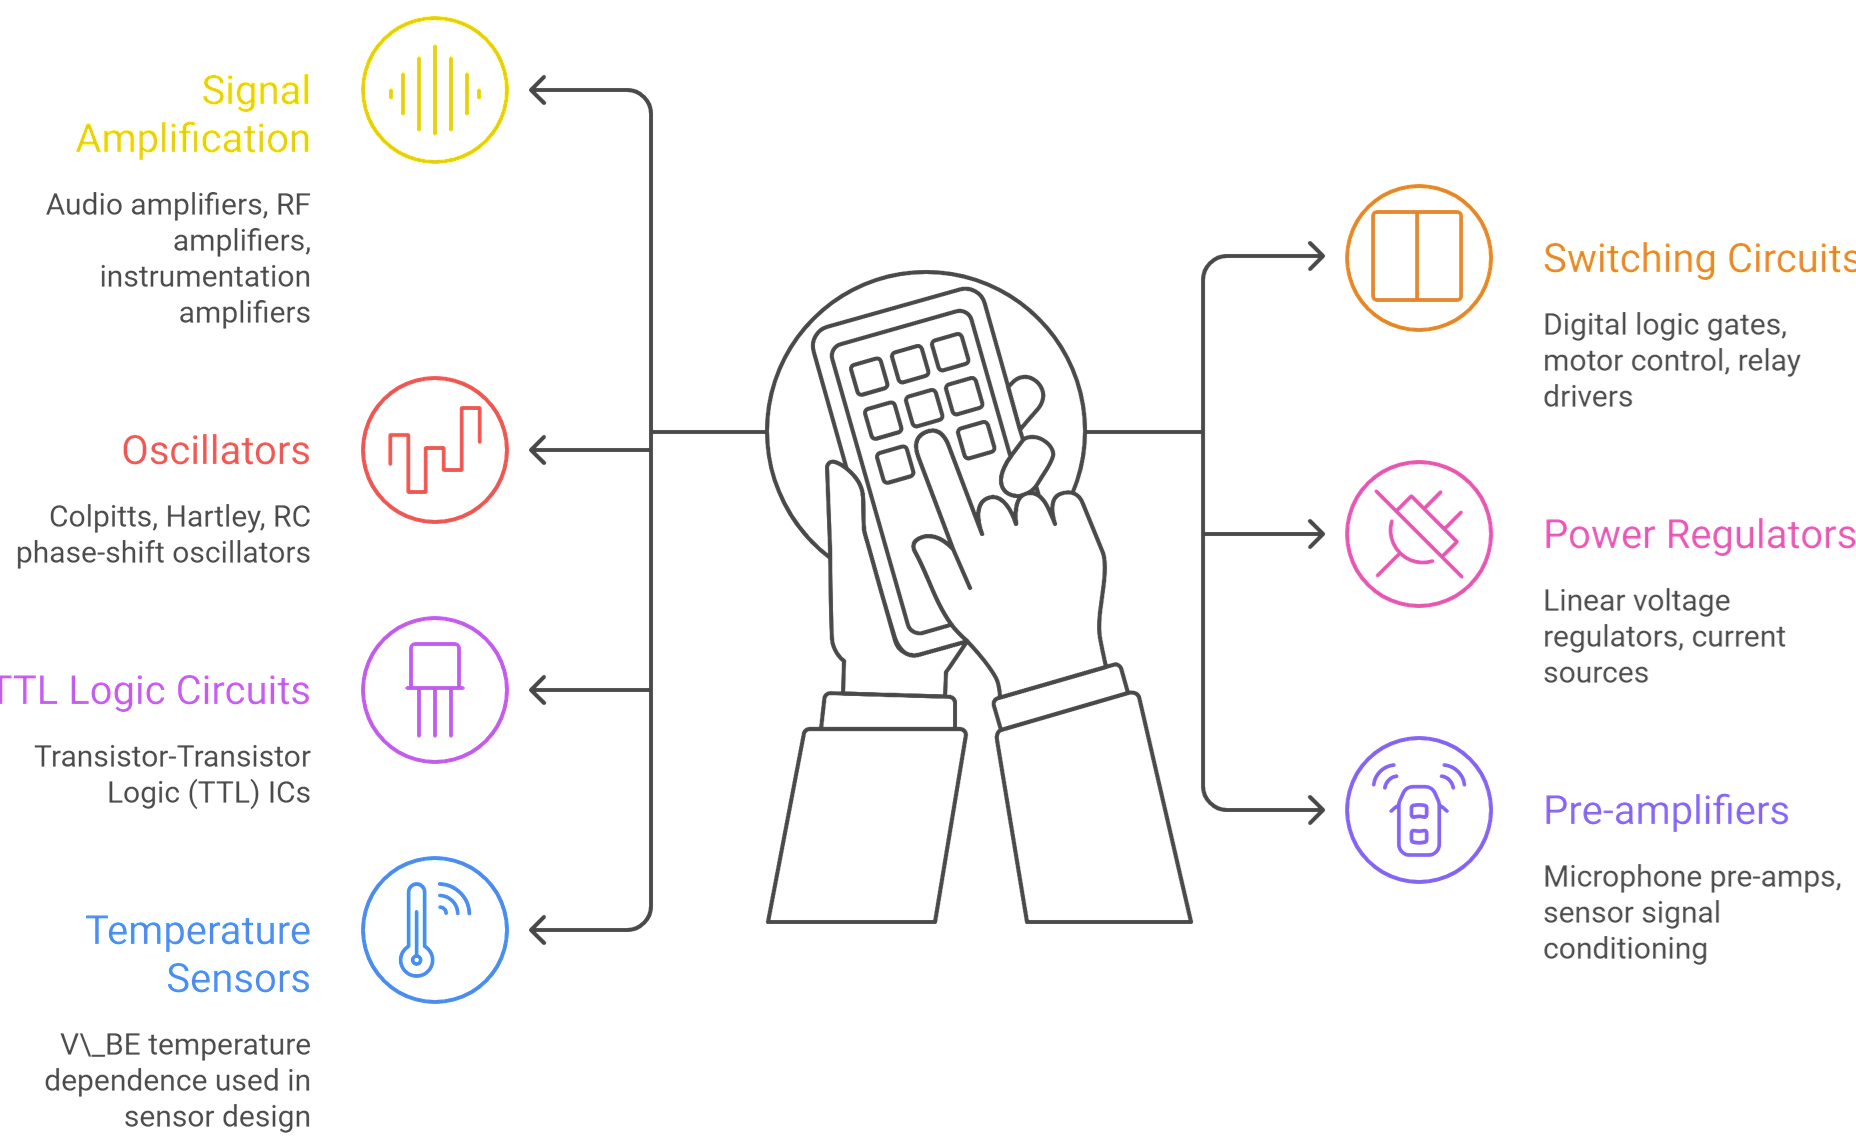 Signal
Amplification
Audio amplifiers, RF
amplifiers,
instrumentation
amplifiers
Oscillators
Colpitts, Hartley, RC
phase-shift oscillators
TTL Logic Circuits
Transistor-Transistor
Logic (TTL) ICs
Temperature
Sensors
V\_BE temperature
dependence used in
sensor design
Switching Circuits
Digital logic gates,
motor control, relay
drivers
Power Regulators
Linear voltage
regulators, current
sources
Pre-amplifiers
Microphone pre-amps,
sensor signal
conditioning